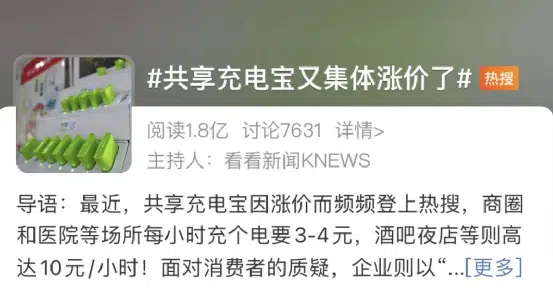 #共享充电宝又集体涨价了# 热搜
阅读1.8亿 讨论7631 详情>
主持人：看看新闻KNEWS
导语：最近，共享充电宝因涨价而频频登上热搜，商圈
和医院等场所每小时充个电要3-4元，酒吧夜店等则高
达10元/小时！面对消费者的质疑，企业则以“...[更多]